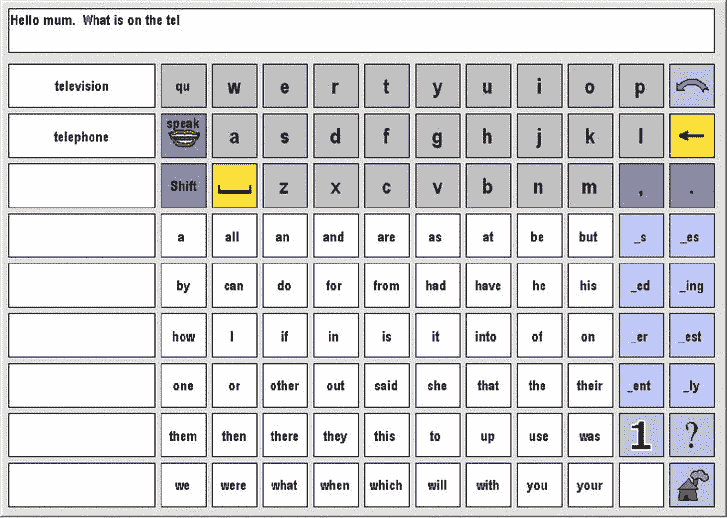 Hello mum.  What is on the tel
television qu w e r t y u i o p
telephone speak a s d f g h j k l
Shift z x c v b n m , .
a all an and are as at be but _s _es
by can do for from had have he his _ed _ing
how I if in is it into of on _er _est
one or other out said she that the their _ent _ly
them then there they this to up use was 1 ?
we were what when which will with you your